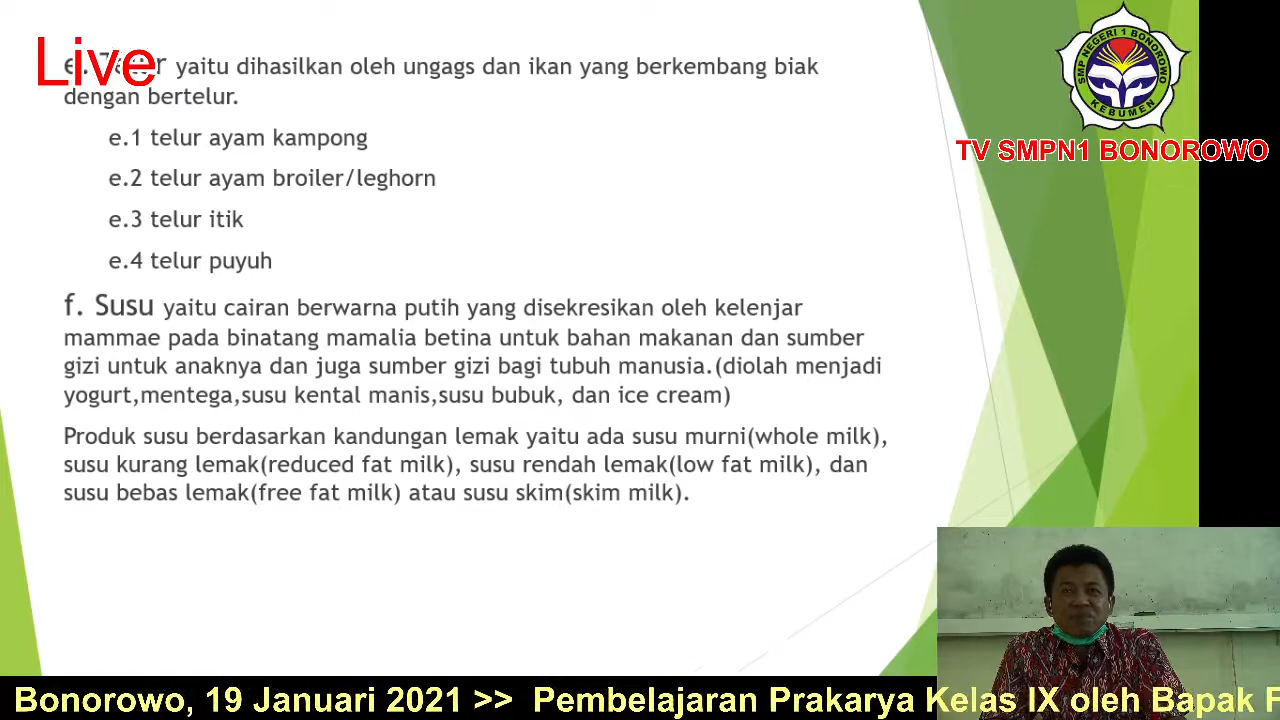 Live
yaitu dihasilkan oleh ungags dan ikan yang berkembang biak
dengan bertelur.
e.1 telur ayam kampong
e.2 telur ayam broiler/leghorn
e.3 telur itik
e.4 telur puyuh
f. Susu yaitu cairan berwarna putih yang disekresikan oleh kelenjar
mammae pada binatang mamalia betina untuk bahan makanan dan sumber
gizi untuk anaknya dan juga sumber gizi bagi tubuh manusia.(diolah menjadi
yogurt,mentega,susu kental manis,susu bubuk, dan ice cream)
Produk susu berdasarkan kandungan lemak yaitu ada susu murni(whole milk),
susu kurang lemak(reduced fat milk), susu rendah lemak(low fat milk), dan
susu bebas lemak(free fat milk) atau susu skim(skim milk).
SMP NEGERI 1 BONOROWO
KEBUMEN
TV SMPN1 BONOROWO
Bonorowo, 19 Januari 2021 >> Pembelajaran Prakarya Kelas IX oleh Bapak